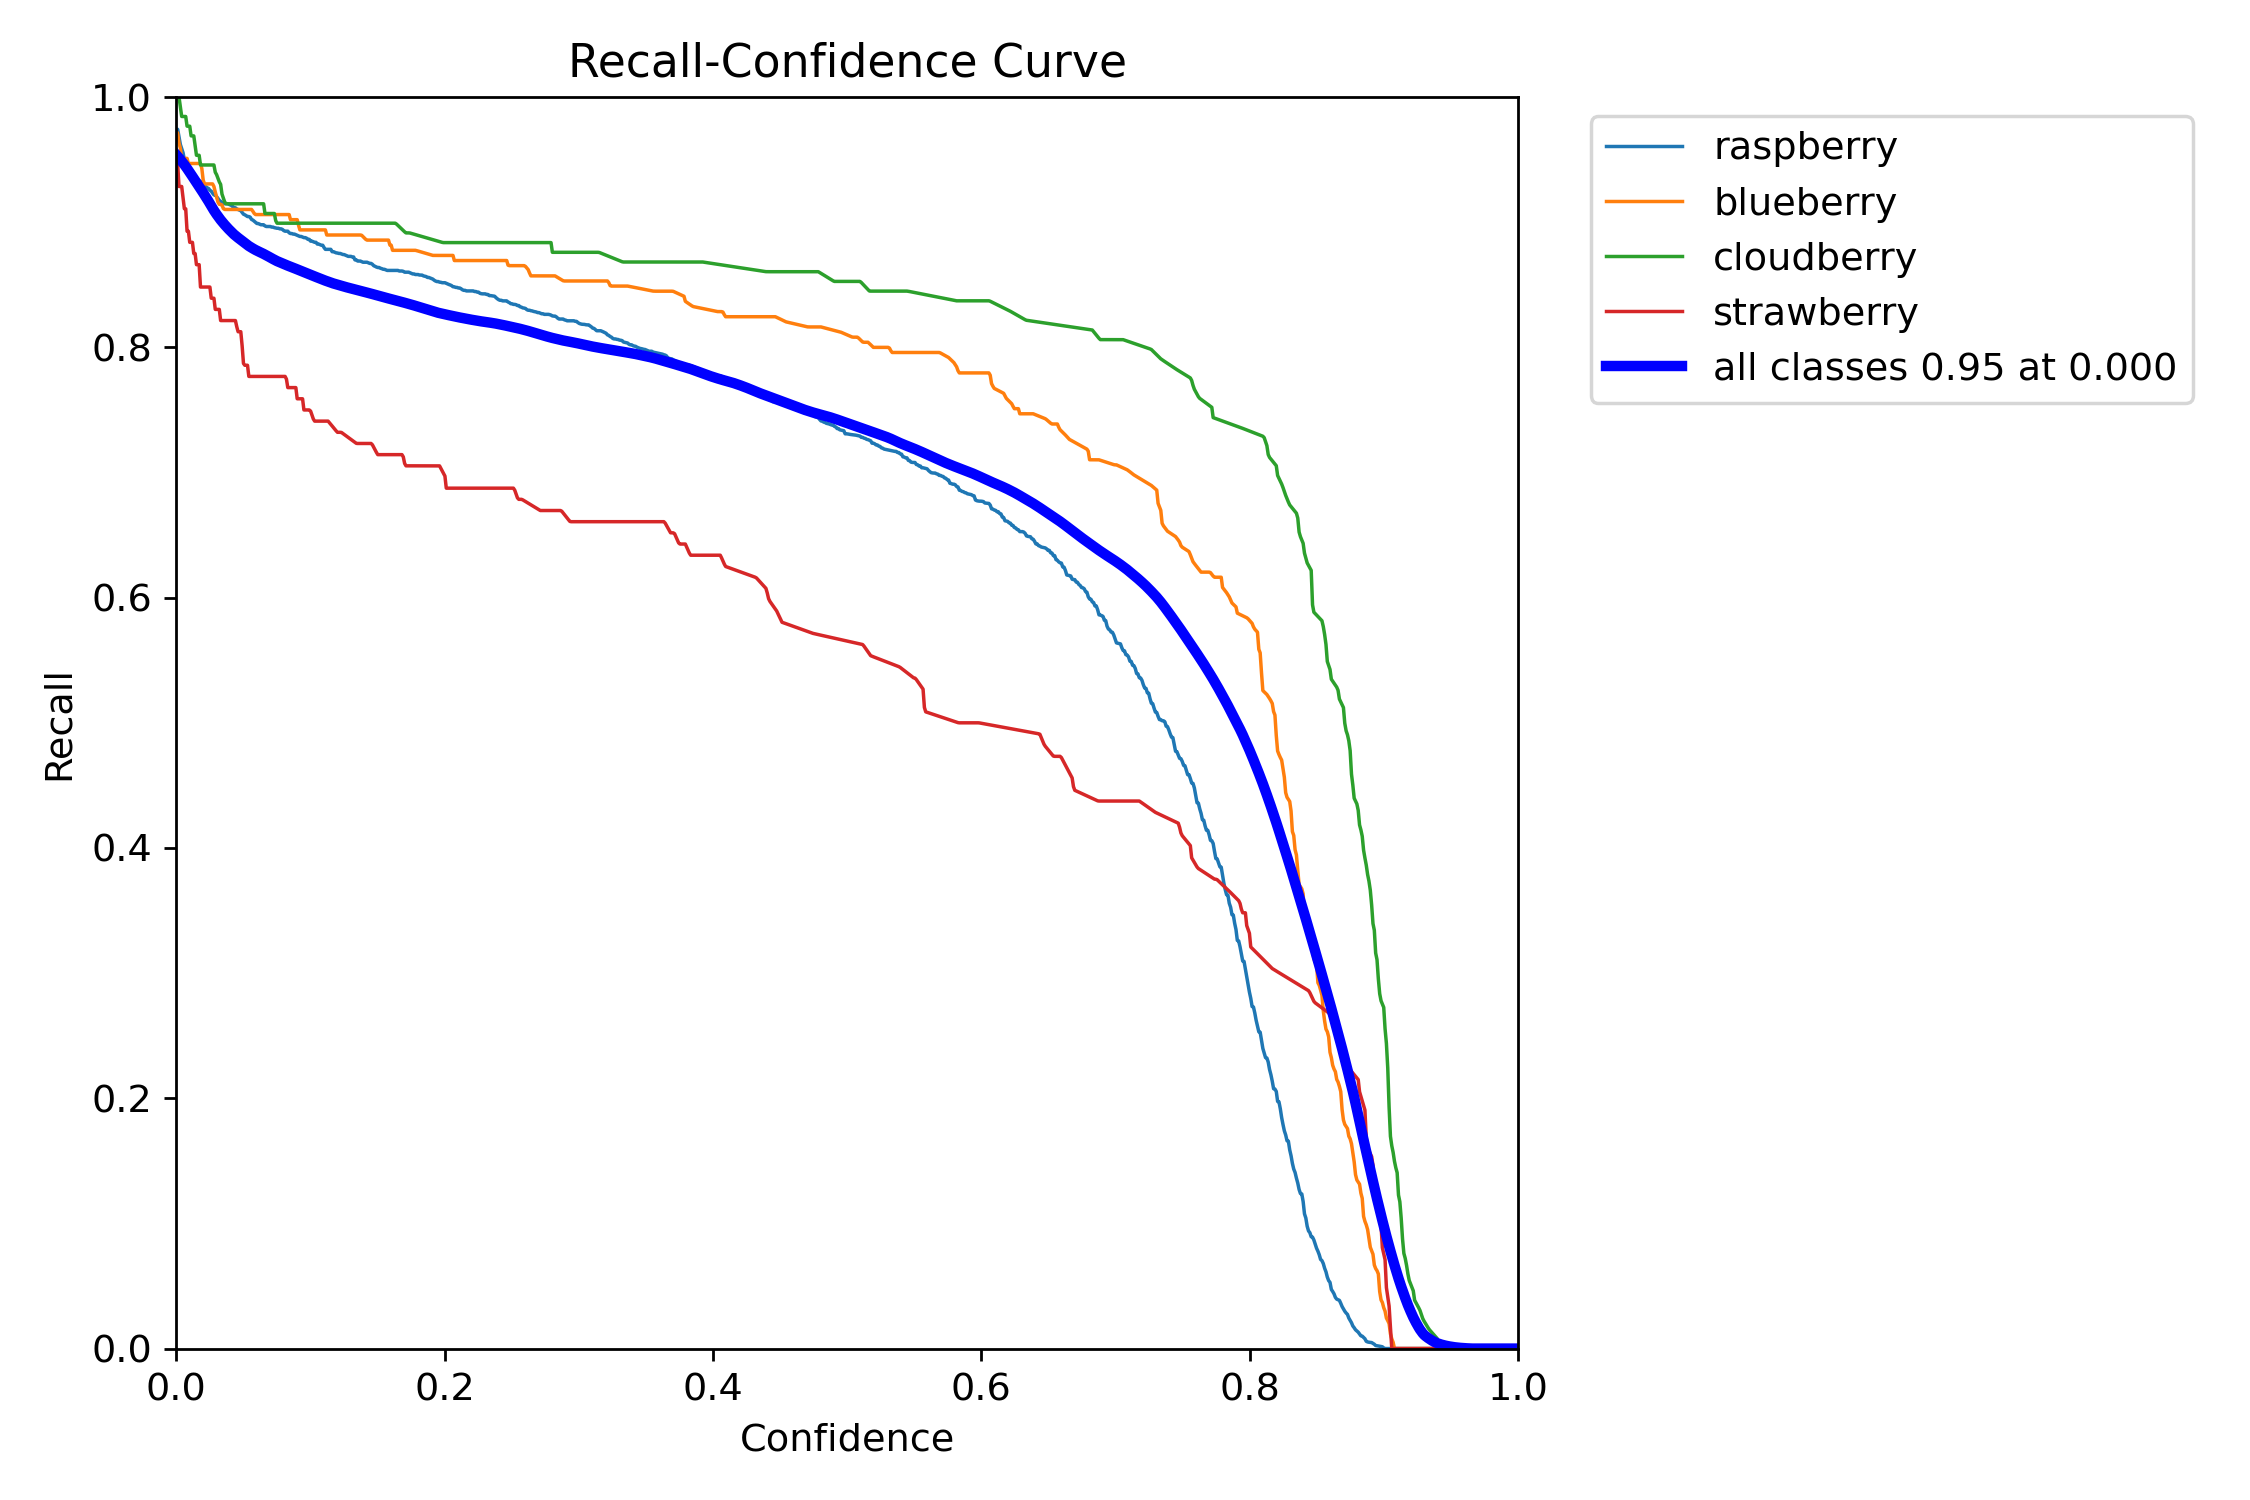 Recall-Confidence Curve
1.0
0.8
0.6
0.4
0.2
0.0
Recall
0.0 0.2 0.4 0.6 0.8 1.0
Confidence
raspberry
blueberry
cloudberry
strawberry
all classes 0.95 at 0.000